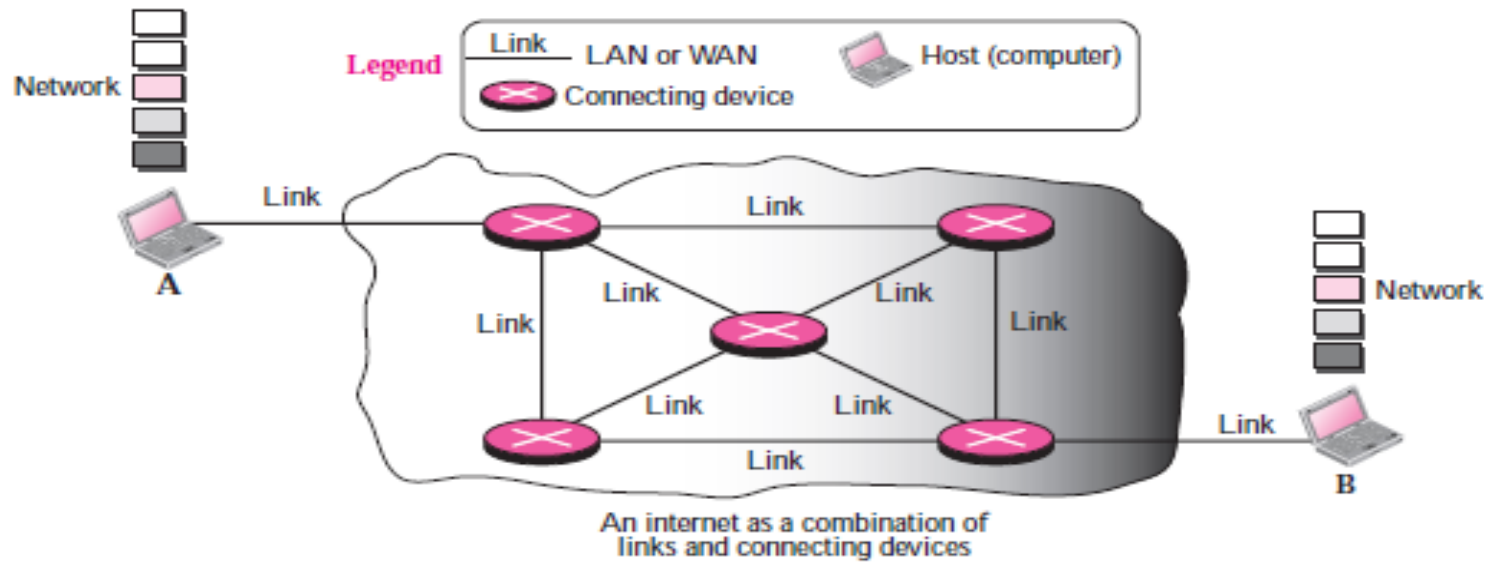 Network
Legend
Link
LAN or WAN
Host (computer)
Connecting device
Link
A
Link
Link
Link
Link
Link
Link
Link
Link
Network
Link
B
An internet as a combination of
links and connecting devices